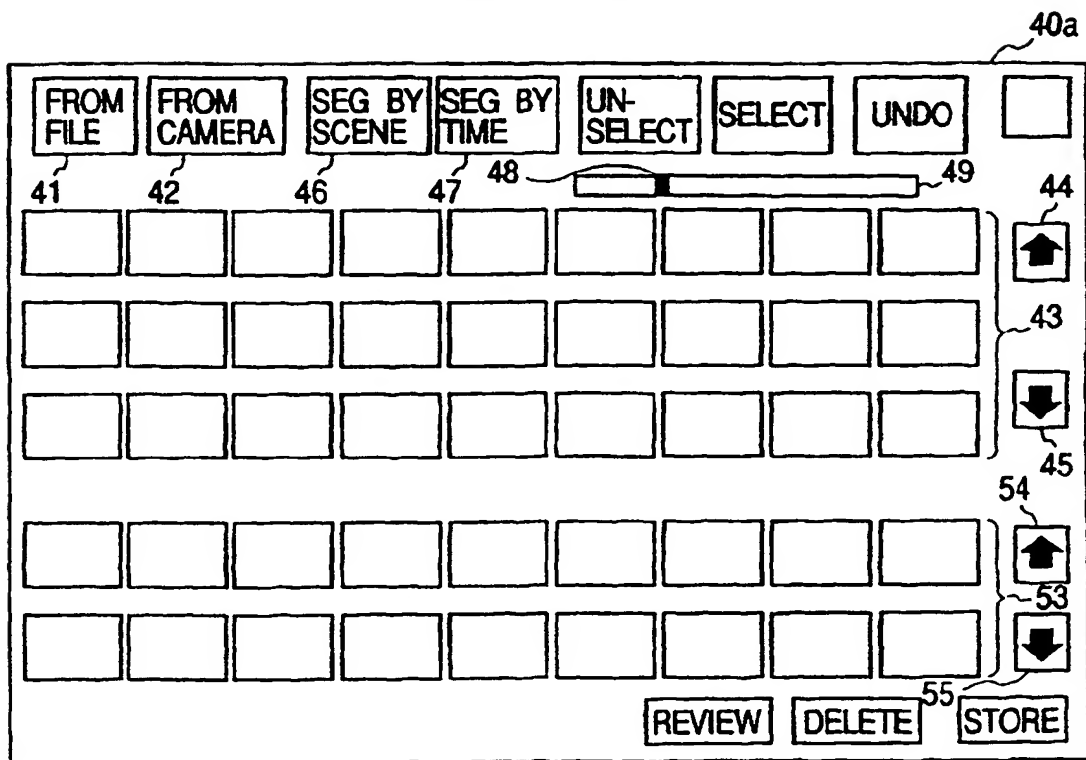 40a
FROM
FILE
FROM
CAMERA
SEG BY
SCENE
SEG BY
TIME
UN-
SELECT
SELECT
UNDO
41
42
46
47
48
49
44
43
45
54
53
55
REVIEW
DELETE
STORE